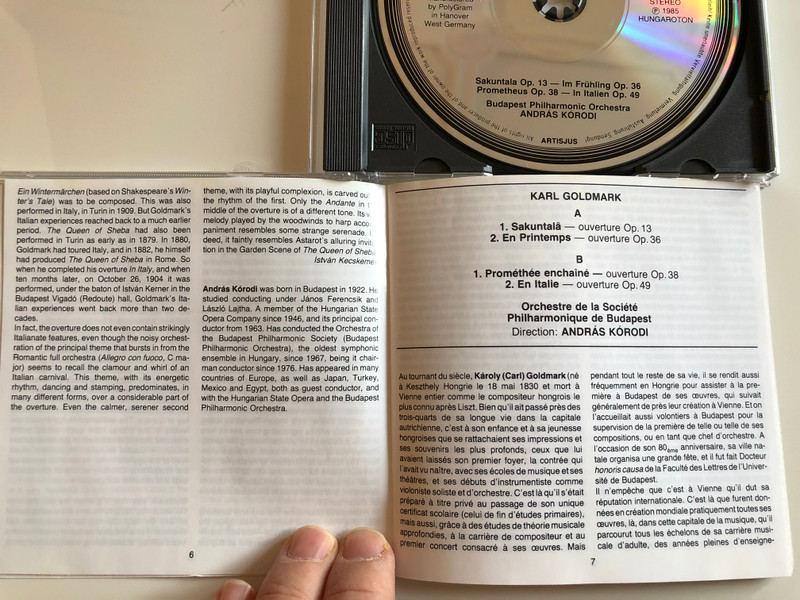 by PolyGram
in Hanover
West Germany
STEREO
Ⓟ 1985
HUNGAROTON
Sakuntala Op. 13 — Im Frühling Op. 36
Prometheus Op. 38 — In Italien Op. 49
Budapest Philharmonic Orchestra
ANDRÁS KÓRODI
All rights of the producer and of the owner of the work reproduced
ARTISJUS
Ein Wintermärchen (based on Shakespeare's Win-
ter's Tale) was to be composed. This was also
performed in Italy, in Turin in 1909. But Goldmark's
Italian experiences reached back to a much earlier
period. The Queen of Sheba had also been
performed in Turin as early as in 1879. In 1880,
Goldmark had toured Italy, and in 1882, he himself
had produced The Queen of Sheba in Rome. So
when he completed his overture In Italy, and when
ten months later, on October 26, 1904 it was
performed, under the baton of István Kerner in the
Budapest Vigadó (Redoute) hall, Goldmark's Ita-
lian experiences went back more than two de-
cades.
In fact, the overture does not even contain strikingly
Italianate features, even though the noisy orchest-
ration of the principal theme that bursts in from the
Romantic full orchestra (Allegro con fuoco, C ma-
jor) seems to recall the clamour and whirl of an
Italian carnival. This theme, with its energetic
rhythm, dancing and stamping, predominates, in
many different forms, over a considerable part of
the overture. Even the calmer, serener second
theme, with its playful complexion, is carved out
the rhythm of the first. Only the Andante in
middle of the overture is of a different tone. Its
melody played by the woodwinds to harp acco
paniment resembles some strange serenade.
deed, it faintly resembles Astarot's alluring invi
tion in the Garden Scene of The Queen of Sheb
István Kecskeme
András Kórodi was born in Budapest in 1922. He
studied conducting under János Ferencsik and
László Lajtha. A member of the Hungarian State
Opera Company since 1946, and its principal con-
ductor from 1963. Has conducted the Orchestra of
the Budapest Philharmonic Society (Budapest
Philharmonic Orchestra), the oldest symphonic
ensemble in Hungary, since 1967, being it chair-
man conductor since 1976. Has appeared in many
countries of Europe, as well as Japan, Turkey,
Mexico and Egypt, both as guest conductor, and
with the Hungarian State Opera and the Budapest
Philharmonic Orchestra.
6
KARL GOLDMARK
A
1. Sakuntalâ — ouverture Op. 13
2. En Printemps — ouverture Op. 36
B
1. Prométhée enchaîné — ouverture Op. 38
2. En Italie — ouverture Op. 49
Orchestre de la Société
Philharmonique de Budapest
Direction: ANDRÁS KÓRODI
Au tournant du siècle, Károly (Carl) Goldmark (né
à Keszthely Hongrie le 18 mai 1830 et mort à
Vienne entier comme le compositeur hongrois le
plus connu après Liszt. Bien qu'il ait passé près des
trois-quarts de sa longue vie dans la capitale
autrichienne, c'est à son enfance et à sa jeunesse
hongroises que se rattachaient ses impressions et
ses souvenirs les plus profonds, ceux que lui
avaient laissés son premier foyer, la contrée qui
l'avait vu naître, avec ses écoles de musique et ses
théâtres, et ses débuts d'instrumentiste comme
violoniste soliste et d'orchestre. C'est là qu'il s'était
préparé à titre privé au passage de son unique
certificat scolaire (celui de fin d'études primaires),
mais aussi, grâce à des études de théorie musicale
approfondies, à la carrière de compositeur et au
premier concert consacré à ses œuvres. Mais
pendant tout le reste de sa vie, il se rendit aussi
fréquemment en Hongrie pour assister à la pre-
mière à Budapest de ses œuvres, qui suivait
généralement de près leur création à Vienne. Et on
l'accueillait aussi volontiers à Budapest pour la
supervision de la première de telle ou telle de ses
compositions, ou en tant que chef d'orchestre. A
l'occasion de son 80ème anniversaire, sa ville na-
tale organisa une grande fête, et il fut fait Docteur
honoris causa de la Faculté des Lettres de l'Univer-
sité de Budapest.
Il n'empêche que c'est à Vienne qu'il dut sa
réputation internationale. C'est là que furent don-
nées en création mondiale pratiquement toutes ses
œuvres, là, dans cette capitale de la musique, qu'il
parcourut tous les échelons de sa carrière musi-
cale d'adulte, des années pleines d'enseigne-
7